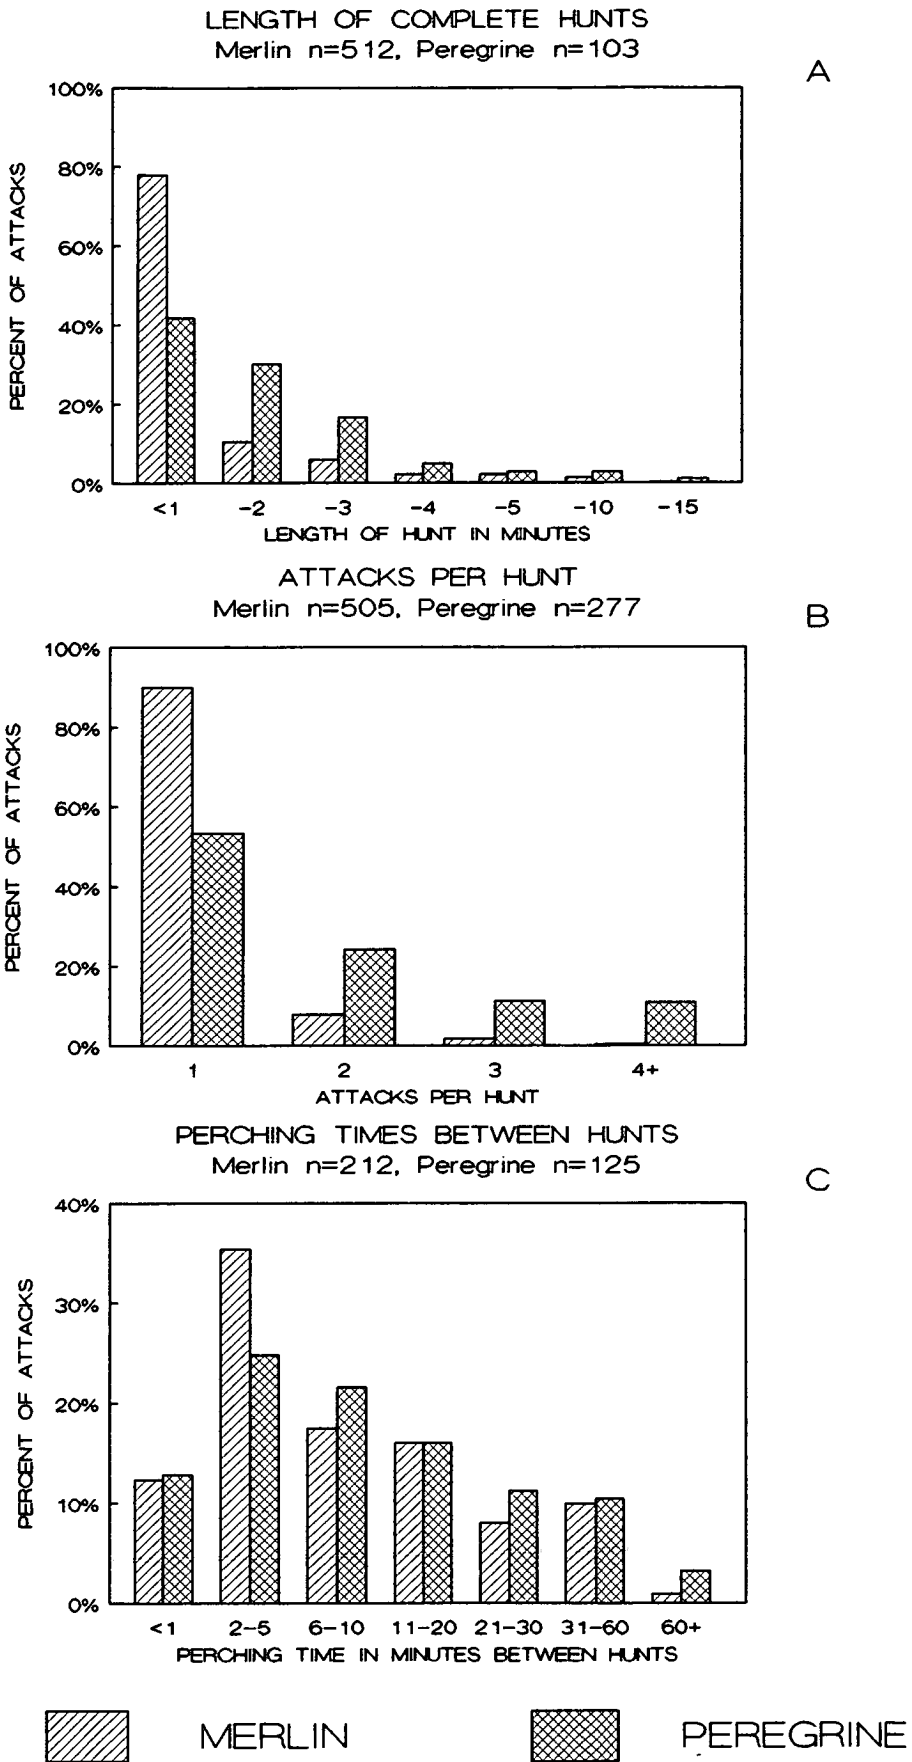 LENGTH OF COMPLETE HUNTS
Merlin n=512, Peregrine n=103
A
100%
80%
60%
40%
20%
0%
PERCENT OF ATTACKS
<1 -2 -3 -4 -5 -10 -15
LENGTH OF HUNT IN MINUTES
ATTACKS PER HUNT
Merlin n=505, Peregrine n=277
B
100%
80%
60%
40%
20%
0%
PERCENT OF ATTACKS
1 2 3 4+
ATTACKS PER HUNT
PERCHING TIMES BETWEEN HUNTS
Merlin n=212, Peregrine n=125
C
40%
30%
20%
10%
0%
PERCENT OF ATTACKS
<1 2-5 6-10 11-20 21-30 31-60 60+
PERCHING TIME IN MINUTES BETWEEN HUNTS
MERLIN PEREGRINE